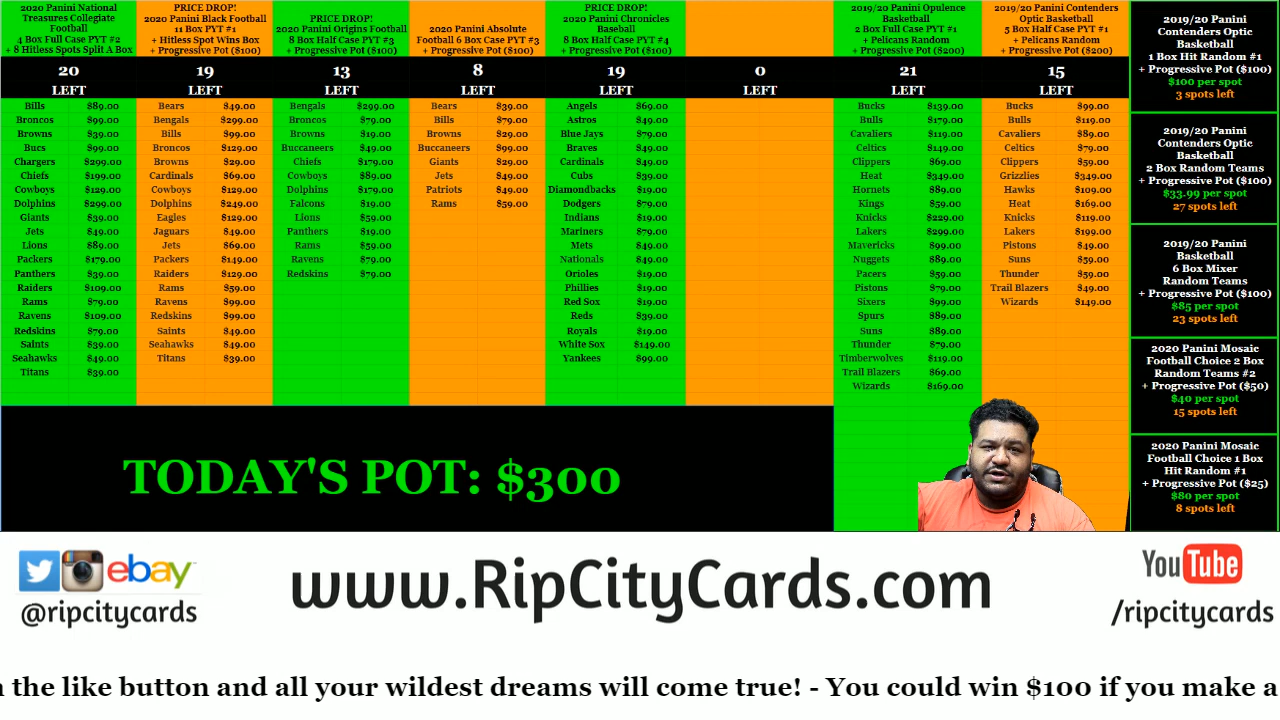 2020 Panini National
Treasures Collegiate
Football
4 Box Full Case PYT #2
+ 8 Hitless Spots Split A Box
20
LEFT
Bills $89.00
Broncos $99.00
Browns $39.00
Bucs $99.00
Chargers $299.00
Chiefs $199.00
Cowboys $129.00
Dolphins $299.00
Giants $39.00
Jets $49.00
Lions $89.00
Packers $179.00
Panthers $39.00
Raiders $109.00
Rams $79.00
Ravens $109.00
Redskins $79.00
Saints $39.00
Seahawks $49.00
Titans $39.00
PRICE DROP!
2020 Panini Black Football
11 Box PYT #1
+ Hitless Spot Wins Box
+ Progressive Pot ($100)
19
LEFT
Bears $49.00
Bengals $299.00
Bills $99.00
Broncos $129.00
Browns $29.00
Cardinals $69.00
Cowboys $129.00
Dolphins $249.00
Eagles $129.00
Jaguars $49.00
Jets $69.00
Packers $149.00
Raiders $129.00
Rams $59.00
Ravens $99.00
Redskins $99.00
Saints $49.00
Seahawks $49.00
Titans $39.00
PRICE DROP!
2020 Panini Origins Football
8 Box Half Case PYT #3
+ Progressive Pot ($100)
13
LEFT
Bengals $299.00
Broncos $79.00
Browns $19.00
Buccaneers $49.00
Chiefs $179.00
Cowboys $89.00
Dolphins $179.00
Falcons $19.00
Lions $59.00
Panthers $19.00
Rams $59.00
Ravens $79.00
Redskins $79.00
2020 Panini Absolute
Football 6 Box Case PYT #3
+ Progressive Pot ($100)
8
LEFT
Bears $39.00
Bills $79.00
Browns $29.00
Buccaneers $99.00
Giants $29.00
Jets $49.00
Patriots $49.00
Rams $59.00
PRICE DROP!
2020 Panini Chronicles
Baseball
8 Box Half Case PYT #4
+ Progressive Pot ($100)
19
LEFT
Angels $69.00
Astros $49.00
Blue Jays $79.00
Braves $49.00
Cardinals $49.00
Cubs $39.00
Diamondbacks $19.00
Dodgers $79.00
Indians $19.00
Mariners $79.00
Mets $49.00
Nationals $49.00
Orioles $19.00
Phillies $19.00
Red Sox $19.00
Reds $39.00
Royals $19.00
White Sox $149.00
Yankees $99.00
0
LEFT
2019/20 Panini Opulence
Basketball
2 Box Full Case PYT #1
+ Pelicans Random
+ Progressive Pot ($200)
21
LEFT
Bucks $139.00
Bulls $179.00
Cavaliers $119.00
Celtics $149.00
Clippers $69.00
Heat $349.00
Hornets $89.00
Kings $59.00
Knicks $229.00
Lakers $299.00
Mavericks $99.00
Nuggets $89.00
Pacers $59.00
Pistons $79.00
Sixers $99.00
Spurs $89.00
Suns $89.00
Thunder $79.00
Timberwolves $119.00
Trail Blazers $69.00
Wizards $169.00
2019/20 Panini Contenders
Optic Basketball
5 Box Half Case PYT #1
+ Pelicans Random
+ Progressive Pot ($200)
15
LEFT
Bucks $99.00
Bulls $119.00
Cavaliers $89.00
Celtics $79.00
Clippers $59.00
Grizzlies $349.00
Hawks $109.00
Heat $169.00
Knicks $119.00
Lakers $199.00
Pistons $49.00
Suns $59.00
Thunder $59.00
Trail Blazers $49.00
Wizards $149.00
2019/20 Panini
Contenders Optic
Basketball
1 Box Hit Random #1
+ Progressive Pot ($100)
$100 per spot
3 spots left
2019/20 Panini
Contenders Optic
Basketball
2 Box Random Teams
+ Progressive Pot ($100)
$33.99 per spot
27 spots left
2019/20 Panini
Basketball
6 Box Mixer
Random Teams
+ Progressive Pot ($100)
$85 per spot
23 spots left
2020 Panini Mosaic
Football Choice 2 Box
Random Teams #2
+ Progressive Pot ($50)
$40 per spot
15 spots left
2020 Panini Mosaic
Football Choice 1 Box
Hit Random #1
+ Progressive Pot ($25)
$80 per spot
8 spots left
TODAY'S POT: $300
ebay
@ripcitycards
www.RipCityCards.com
YouTube
/ripcitycards
the like button and all your wildest dreams will come true! - You could win $100 if you make a